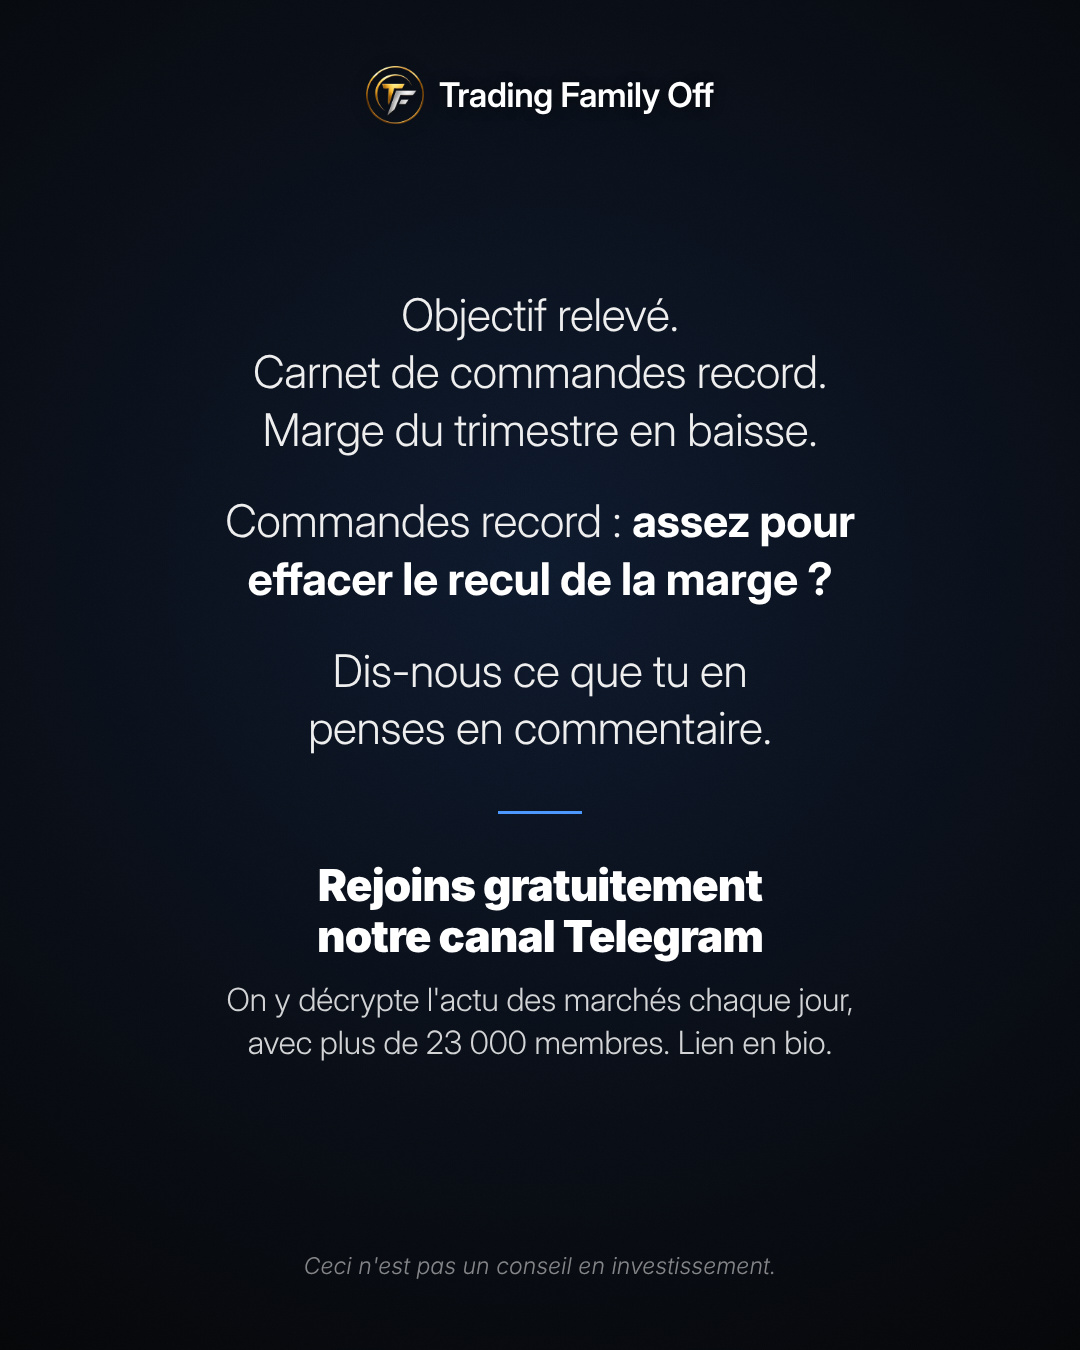 TF Trading Family Off
Objectif relevé.
Carnet de commandes record.
Marge du trimestre en baisse.
Commandes record : assez pour
effacer le recul de la marge ?
Dis-nous ce que tu en
penses en commentaire.
Rejoins gratuitement
notre canal Telegram
On y décrypte l'actu des marchés chaque jour,
avec plus de 23 000 membres. Lien en bio.
Ceci n'est pas un conseil en investissement.